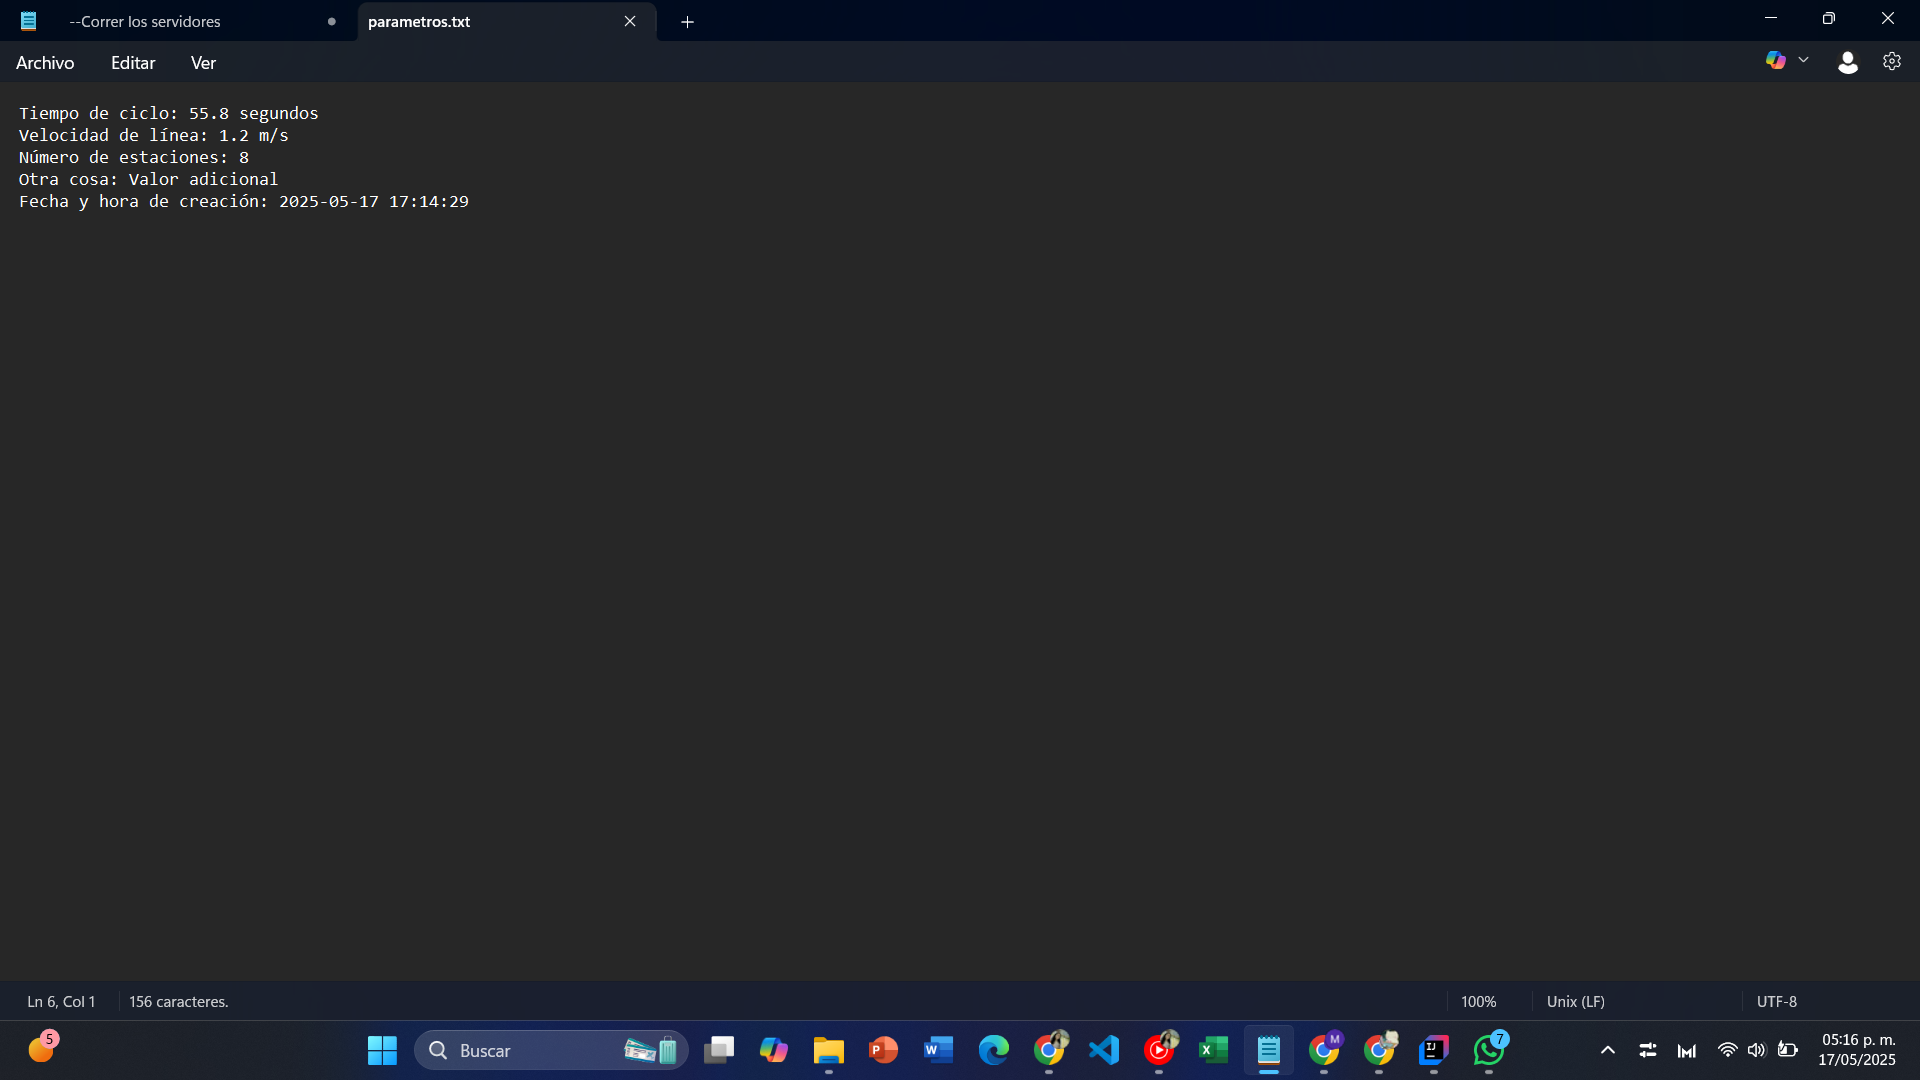 --Correr los servidores
parametros.txt
Archivo Editar Ver
Tiempo de ciclo: 55.8 segundos
Velocidad de línea: 1.2 m/s
Número de estaciones: 8
Otra cosa: Valor adicional
Fecha y hora de creación: 2025-05-17 17:14:29
Ln 6, Col 1 156 caracteres. 100% Unix (LF) UTF-8
5 Buscar P W X M IJ 7 05:16 p. m.
17/05/2025